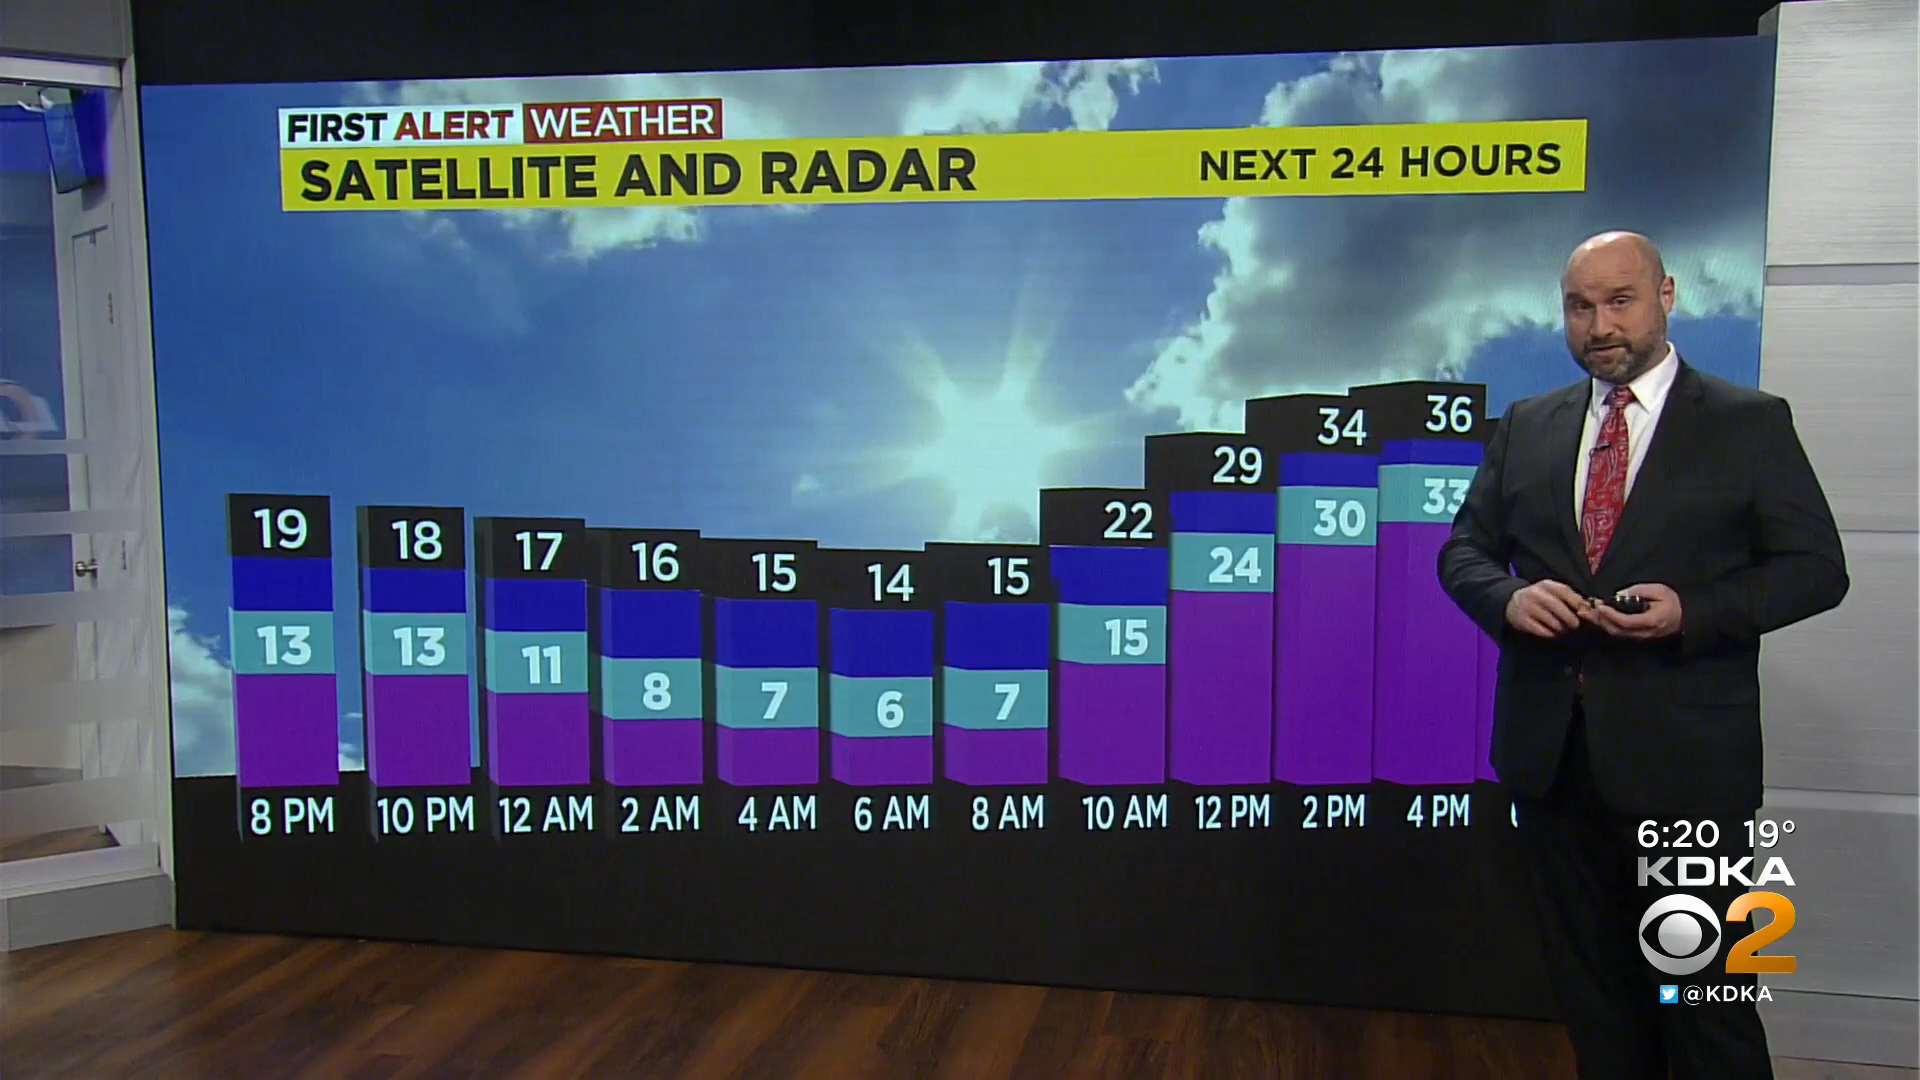 FIRST ALERT WEATHER
SATELLITE AND RADAR NEXT 24 HOURS
19 18 17 16 15 14 15 22 29 34 36
13 13 11 8 7 6 7 15 24 30 33
8 PM 10 PM 12 AM 2 AM 4 AM 6 AM 8 AM 10 AM 12 PM 2 PM 4 PM
6:20 19°
KDKA
2
@KDKA